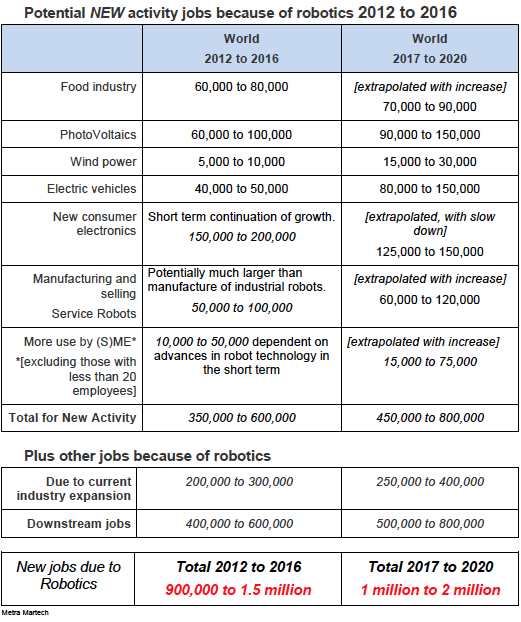 Potential NEW activity jobs because of robotics 2012 to 2016
World
2012 to 2016
World
2017 to 2020
Food industry
60,000 to 80,000
[extrapolated with increase]
70,000 to 90,000
PhotoVoltaics
60,000 to 100,000
90,000 to 150,000
Wind power
5,000 to 10,000
15,000 to 30,000
Electric vehicles
40,000 to 50,000
80,000 to 150,000
New consumer
electronics
Short term continuation of growth.
150,000 to 200,000
[extrapolated, with slow
down]
125,000 to 150,000
Manufacturing and
selling
Service Robots
Potentially much larger than
manufacture of industrial robots.
50,000 to 100,000
[extrapolated with increase]
60,000 to 120,000
More use by (S)ME*
*[excluding those with
less than 20
employees]
10,000 to 50,000 dependent on
advances in robot technology in
the short term
[extrapolated with increase]
15,000 to 75,000
Total for New Activity
350,000 to 600,000
450,000 to 800,000
Plus other jobs because of robotics
Due to current
industry expansion
200,000 to 300,000
250,000 to 400,000
Downstream jobs
400,000 to 600,000
500,000 to 800,000
New jobs due to
Robotics
Total 2012 to 2016
900,000 to 1.5 million
Total 2017 to 2020
1 million to 2 million
Metra Martech